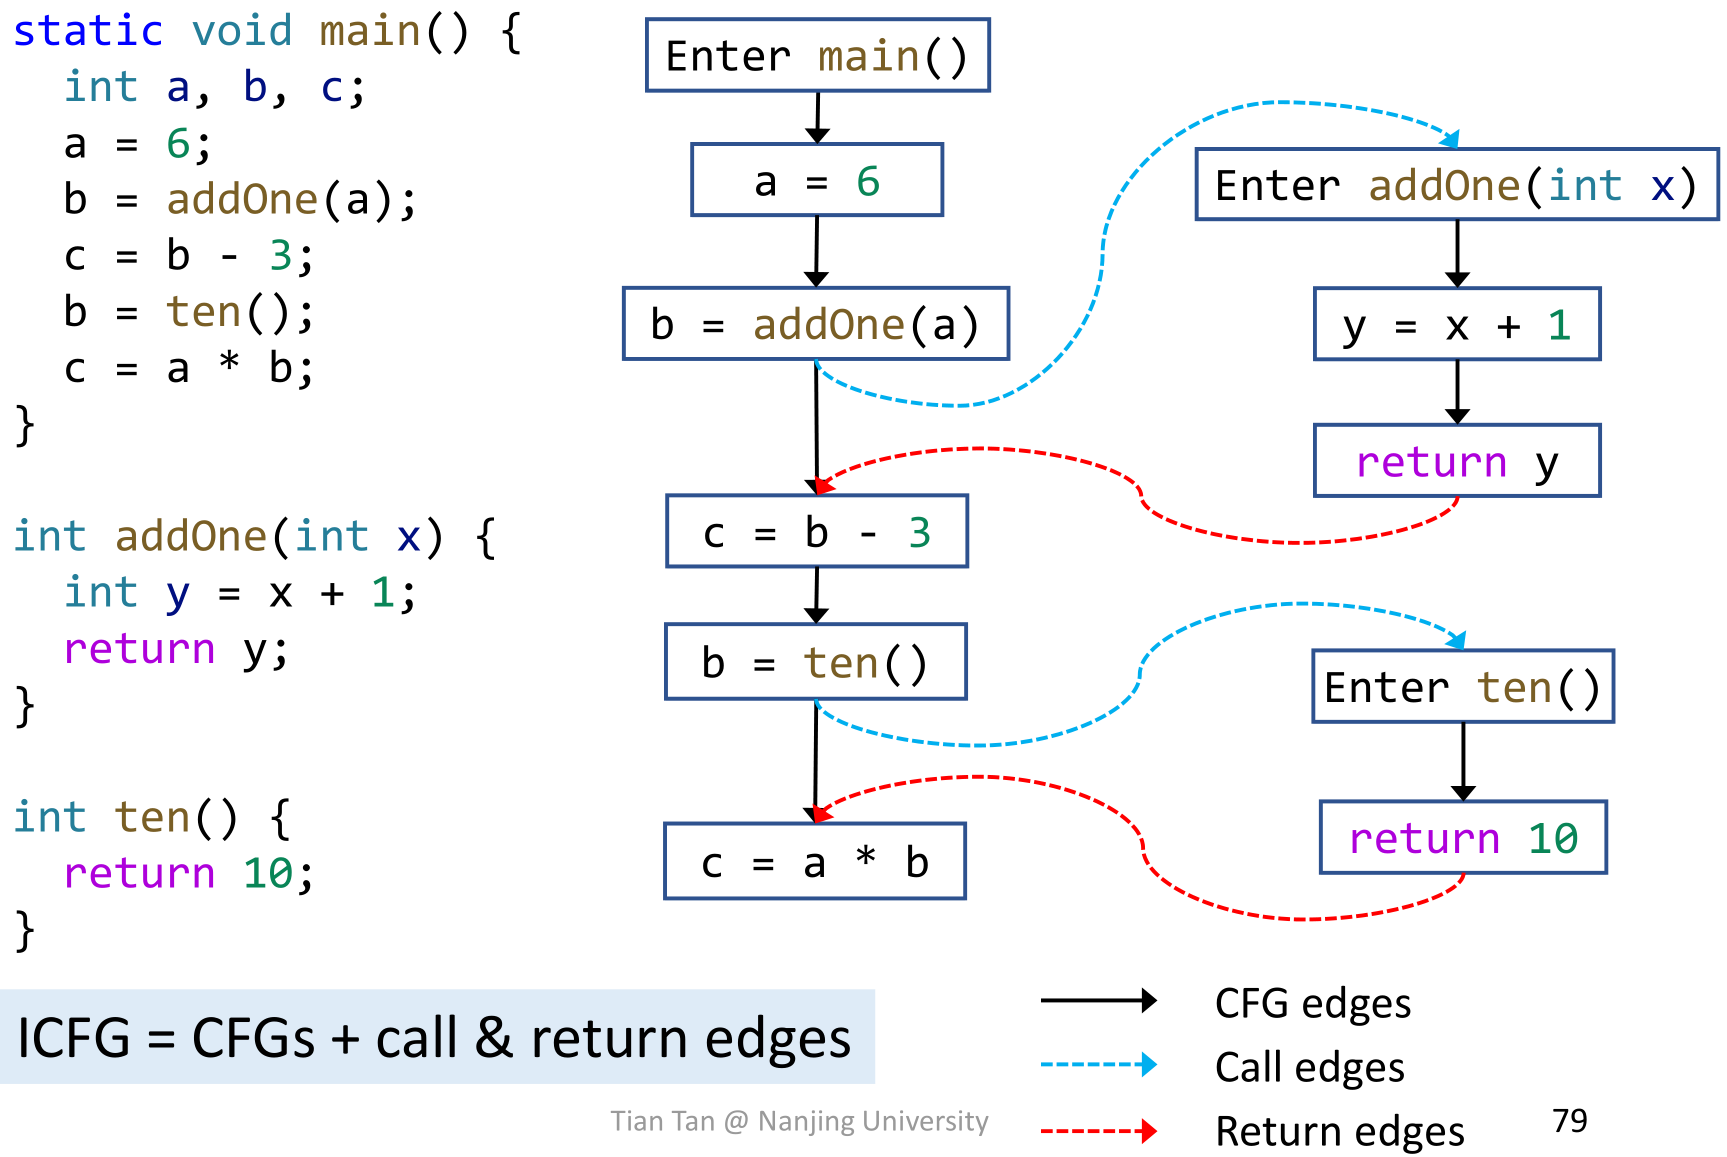 static void main() {
  int a, b, c;
  a = 6;
  b = addOne(a);
  c = b - 3;
  b = ten();
  c = a * b;
}
int addOne(int x) {
  int y = x + 1;
  return y;
}
int ten() {
  return 10;
}
Enter main()
a = 6
b = addOne(a)
c = b - 3
b = ten()
c = a * b
Enter addOne(int x)
y = x + 1
return y
Enter ten()
return 10
ICFG = CFGs + call & return edges
CFG edges
Call edges
Return edges
Tian Tan @ Nanjing University
79